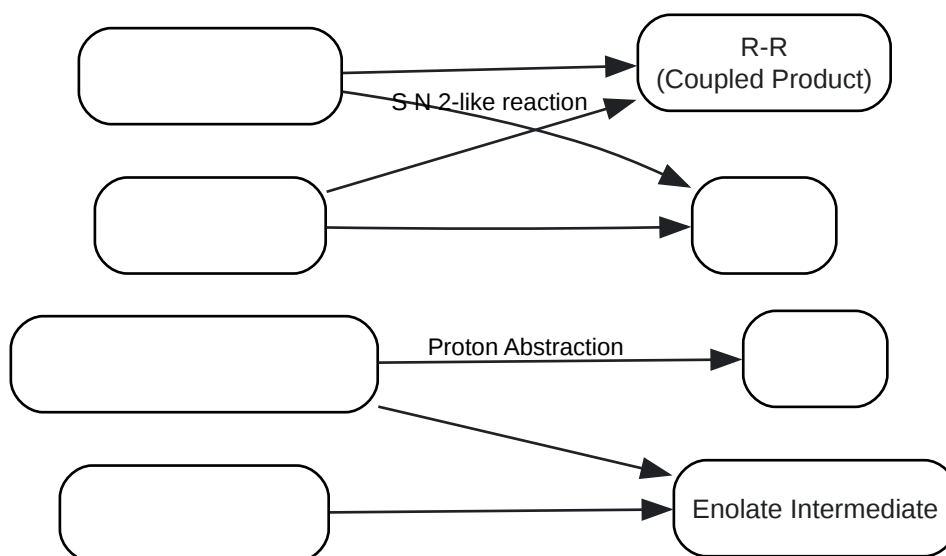 R-R
(Coupled Product)
S N 2-like reaction
Proton Abstraction
Enolate Intermediate